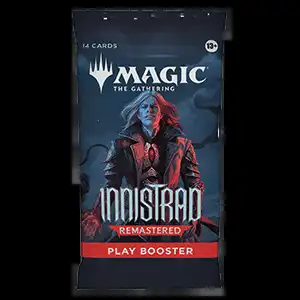 14 CARDS
13+
MAGIC
THE GATHERING
INNISTRAD
REMASTERED
PLAY BOOSTER